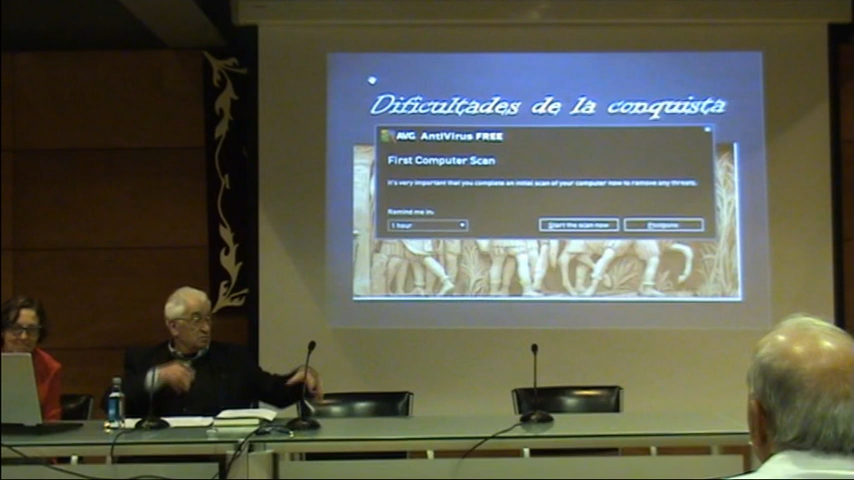 Dificultades de la conquista
AVG AntiVirus FREE
First Computer Scan
It's very important that you complete an initial scan of your computer now to remove any threats.
Remind me in:
1 hour
Start the scan now
Postpone